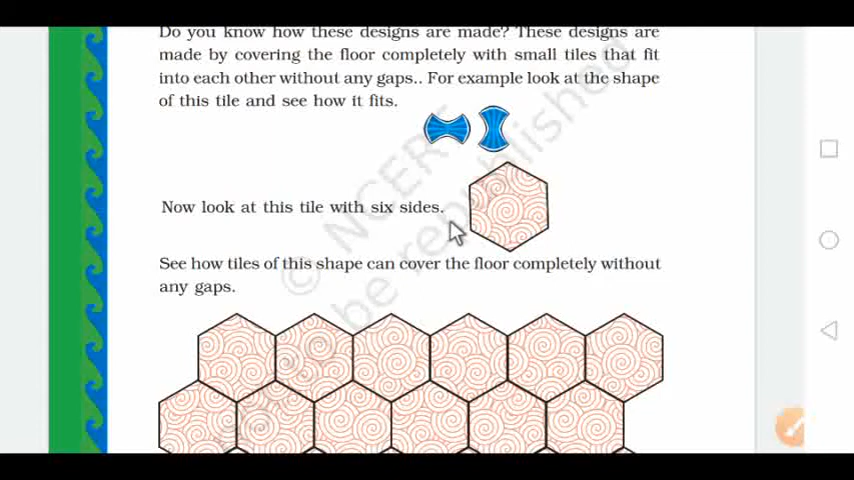 Do you know how these designs are made? These designs are
made by covering the floor completely with small tiles that fit
into each other without any gaps.. For example look at the shape
of this tile and see how it fits.
Now look at this tile with six sides.
See how tiles of this shape can cover the floor completely without
any gaps.
© NCERT
be republished